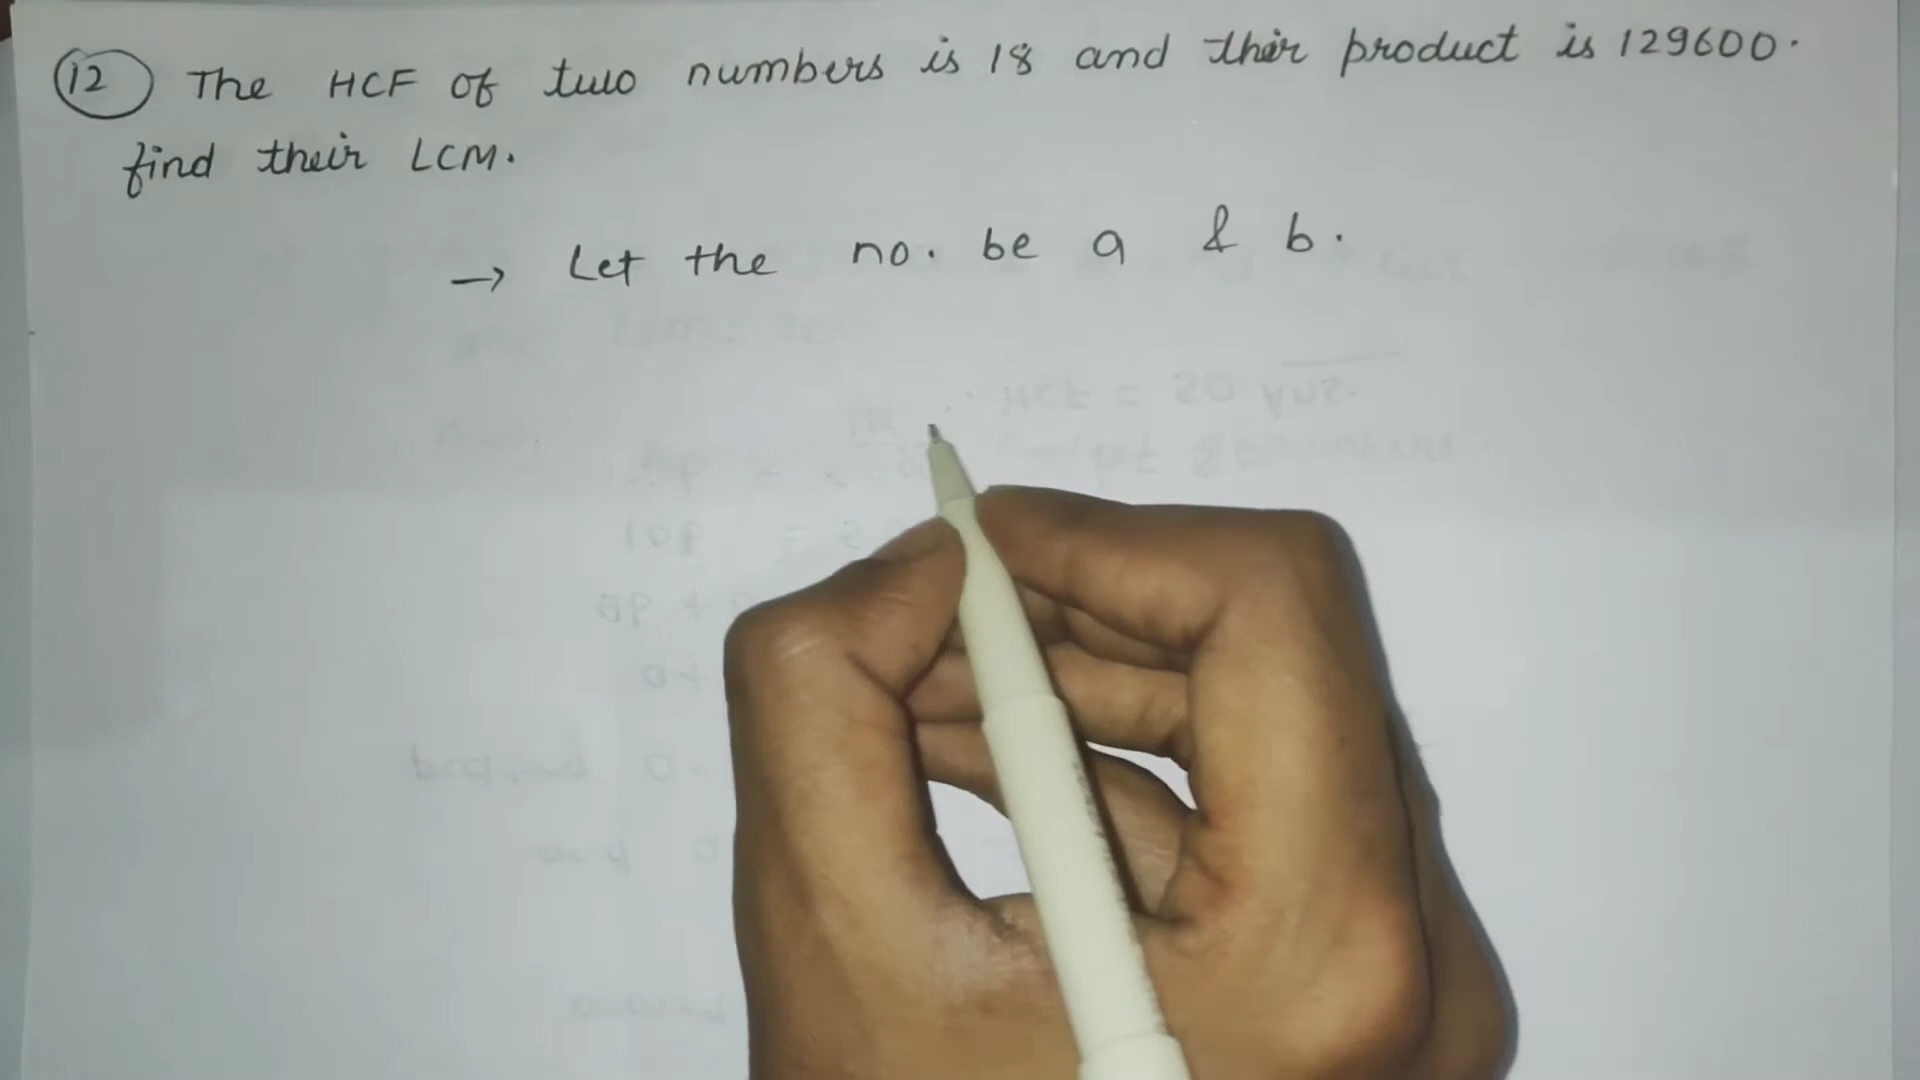 12 The HCF of two numbers is 18 and their product is 129600.
find their LCM.
→ Let the no. be a & b.